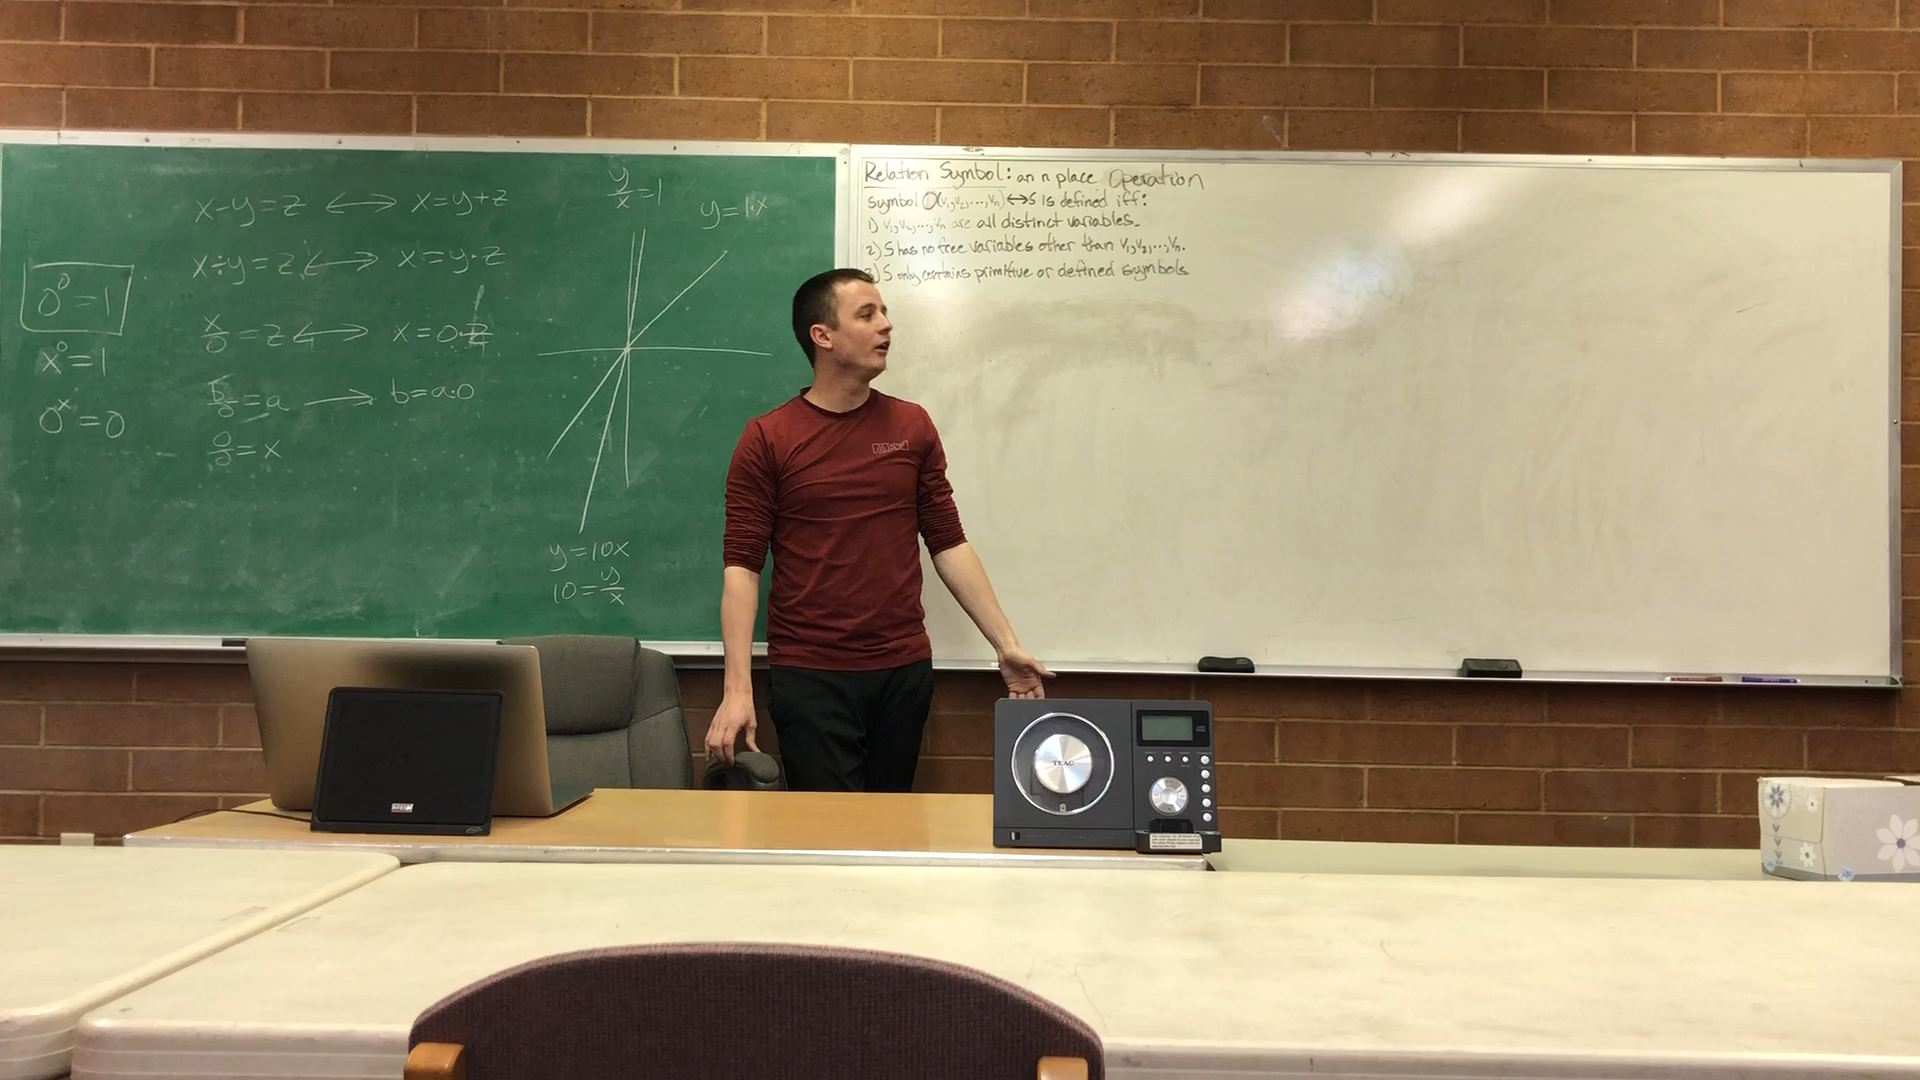 x-y=z ⟷ x=y+z
x÷y=z ⟷ x=y·z
x/0=z ⟷ x=0·z
b/0=a ⟶ b=a·0
0/0=x
0⁰=1
x⁰=1
0ˣ=0
y/x=1
y=1·x
y=10x
10=y/x
Relation Symbol: an n place Operation
symbol O(v₁,v₂,...,vₙ)↔S is defined iff:
1) v₁,v₂,...,vₙ are all distinct variables.
2) S has no free variables other than v₁,v₂,...,vₙ.
3) S only contains primitive or defined symbols
TEAC